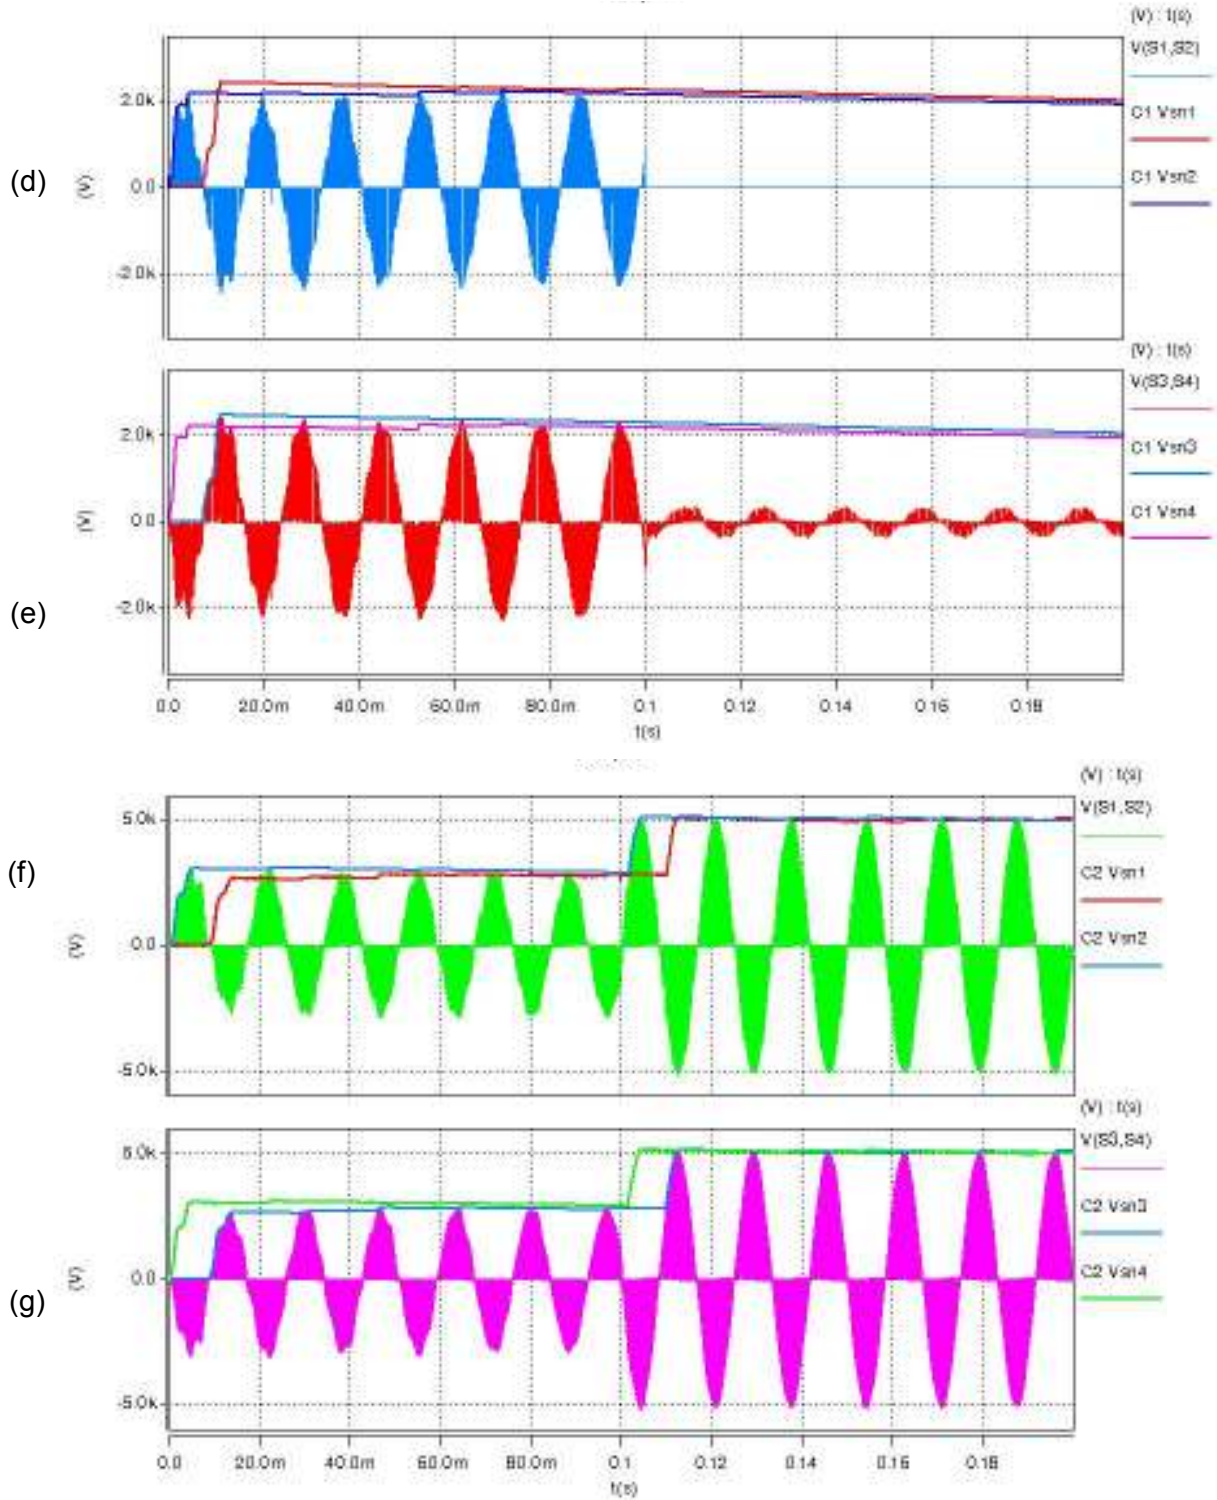 (V) : t(s)
V(S1,S2)
C1 Vsn1
C1 Vsn2
(d)
(V)
2.0k
0.0
-2.0k
(V) : t(s)
V(S3,S4)
C1 Vsn3
C1 Vsn4
(e)
(V)
2.0k
0.0
-2.0k
0.0 20.0m 40.0m 60.0m 80.0m 0.1 0.12 0.14 0.16 0.18
t(s)
(V) : t(s)
V(S1,S2)
C2 Vsn1
C2 Vsn2
(f)
(V)
5.0k
0.0
-5.0k
(V) : t(s)
V(S3,S4)
C2 Vsn3
C2 Vsn4
(g)
(V)
5.0k
0.0
-5.0k
0.0 20.0m 40.0m 60.0m 80.0m 0.1 0.12 0.14 0.16 0.18
t(s)